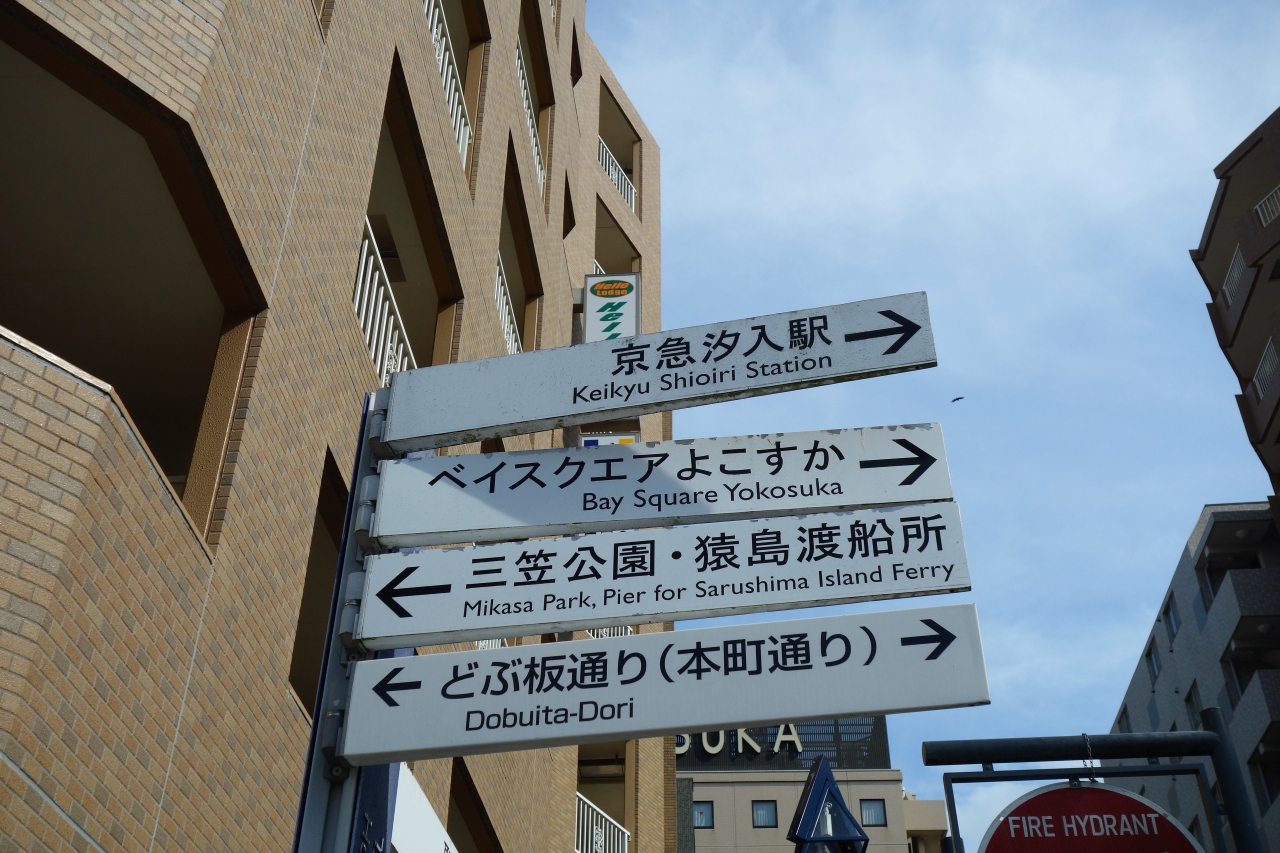 Hello
Lodge
京急汐入駅
Keikyu Shioiri Station
ベイスクエアよこすか
Bay Square Yokosuka
三笠公園・猿島渡船所
Mikasa Park, Pier for Sarushima Island Ferry
どぶ板通り(本町通り)
Dobuita-Dori
SUKA
FIRE HYDRANT